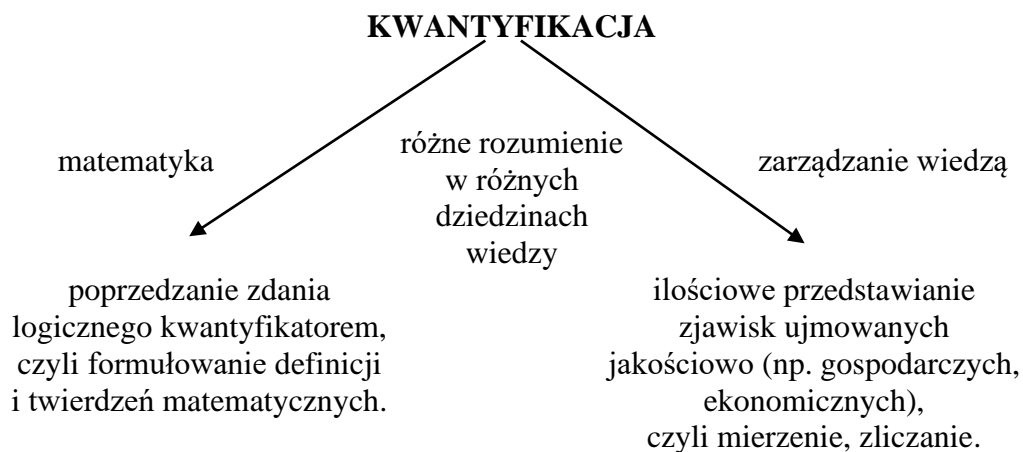 KWANTYFIKACJA
matematyka
różne rozumienie
w różnych
dziedzinach
wiedzy
zarządzanie wiedzą
poprzedzanie zdania
logicznego kwantyfikatorem,
czyli formułowanie definicji
i twierdzeń matematycznych.
ilościowe przedstawianie
zjawisk ujmowanych
jakościowo (np. gospodarczych,
ekonomicznych),
czyli mierzenie, zliczanie.